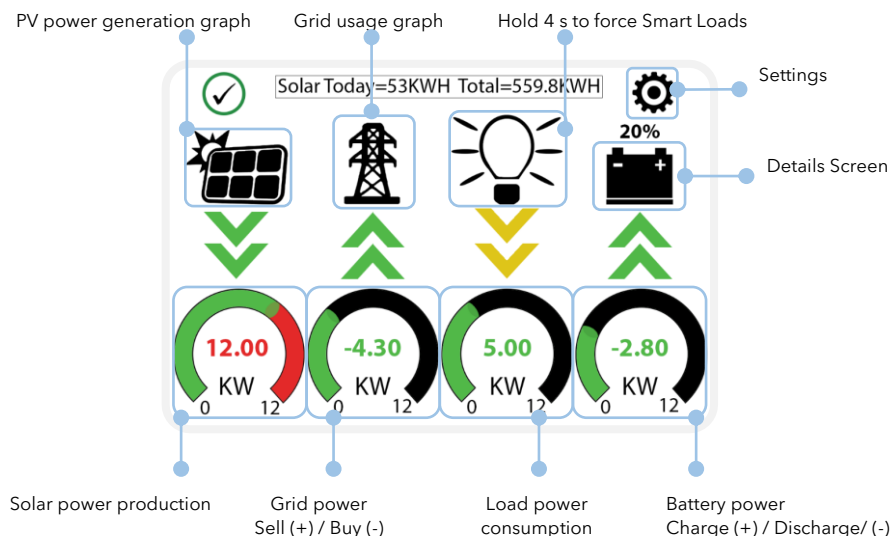 PV power generation graph
Grid usage graph
Hold 4 s to force Smart Loads
Solar Today=53KWH Total=559.8KWH
Settings
20%
- +
Details Screen
12.00
-4.30
5.00
-2.80
KW
KW
KW
KW
0 12
0 12
0 12
0 12
Solar power production
Grid power
Sell (+) / Buy (-)
Load power
consumption
Battery power
Charge (+) / Discharge/ (-)